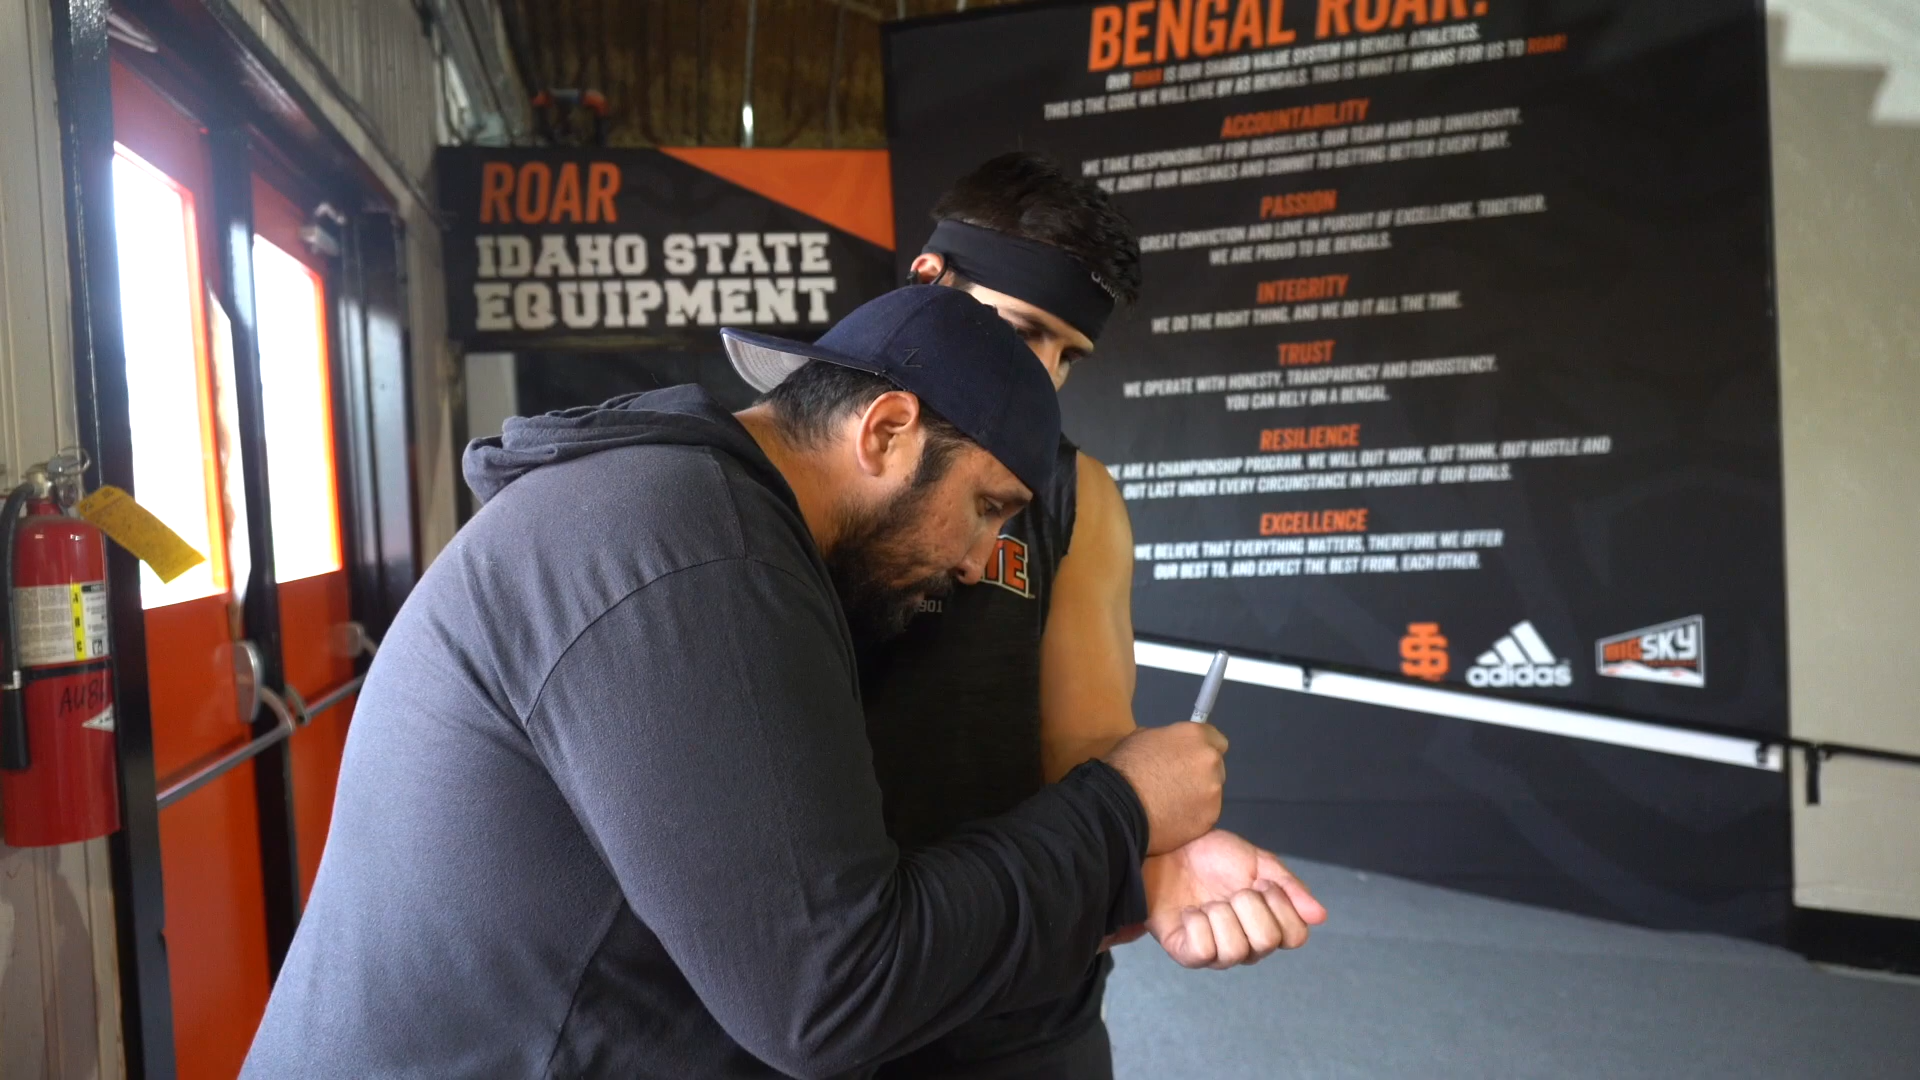 BENGAL ROAR!
OUR ROAR IS OUR SHARED VALUE SYSTEM IN BENGAL ATHLETICS.
THIS IS THE CODE WE WILL LIVE BY AS BENGALS. THIS IS WHAT IT MEANS FOR US TO ROAR!
ACCOUNTABILITY
WE TAKE RESPONSIBILITY FOR OURSELVES, OUR TEAM AND OUR UNIVERSITY.
WE ADMIT OUR MISTAKES AND COMMIT TO GETTING BETTER EVERY DAY.
PASSION
GREAT CONVICTION AND LOVE IN PURSUIT OF EXCELLENCE, TOGETHER.
WE ARE PROUD TO BE BENGALS.
INTEGRITY
WE DO THE RIGHT THING, AND WE DO IT ALL THE TIME.
TRUST
WE OPERATE WITH HONESTY, TRANSPARENCY AND CONSISTENCY.
YOU CAN RELY ON A BENGAL.
RESILIENCE
WE ARE A CHAMPIONSHIP PROGRAM. WE WILL OUT WORK, OUT THINK, OUT HUSTLE AND
OUT LAST UNDER EVERY CIRCUMSTANCE IN PURSUIT OF OUR GOALS.
EXCELLENCE
WE BELIEVE THAT EVERYTHING MATTERS, THEREFORE WE OFFER
OUR BEST TO, AND EXPECT THE BEST FROM, EACH OTHER.
adidas
BIG SKY
ROAR
IDAHO STATE
EQUIPMENT
Z
TE
901
A
B
C